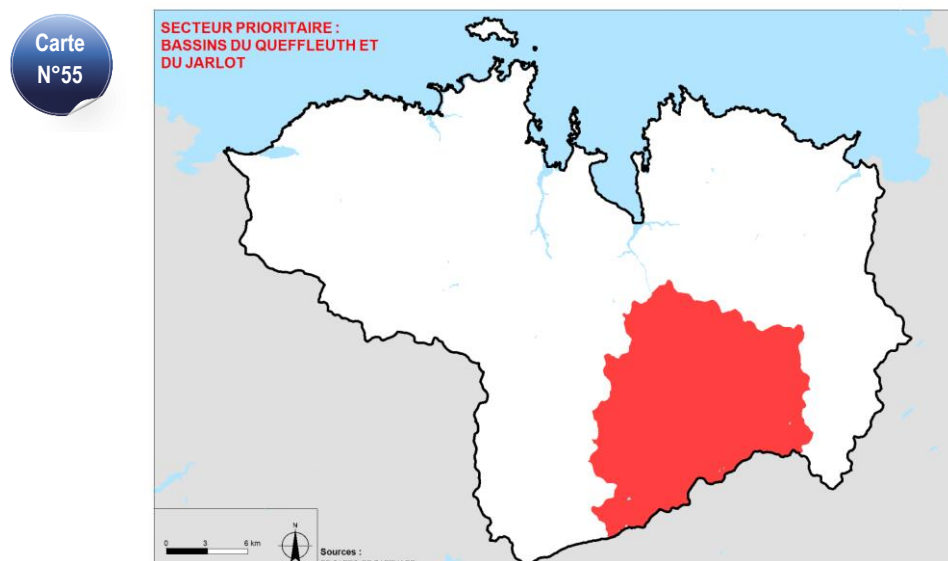 Carte
N°55
SECTEUR PRIORITAIRE :
BASSINS DU QUEFFLEUTH ET
DU JARLOT
N
0 3 6 km
Sources :